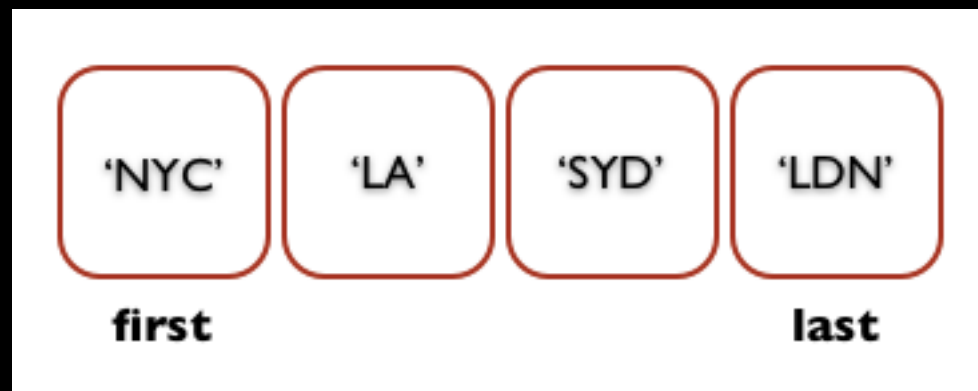 ‘NYC’ ‘LA’ ‘SYD’ ‘LDN’
first last